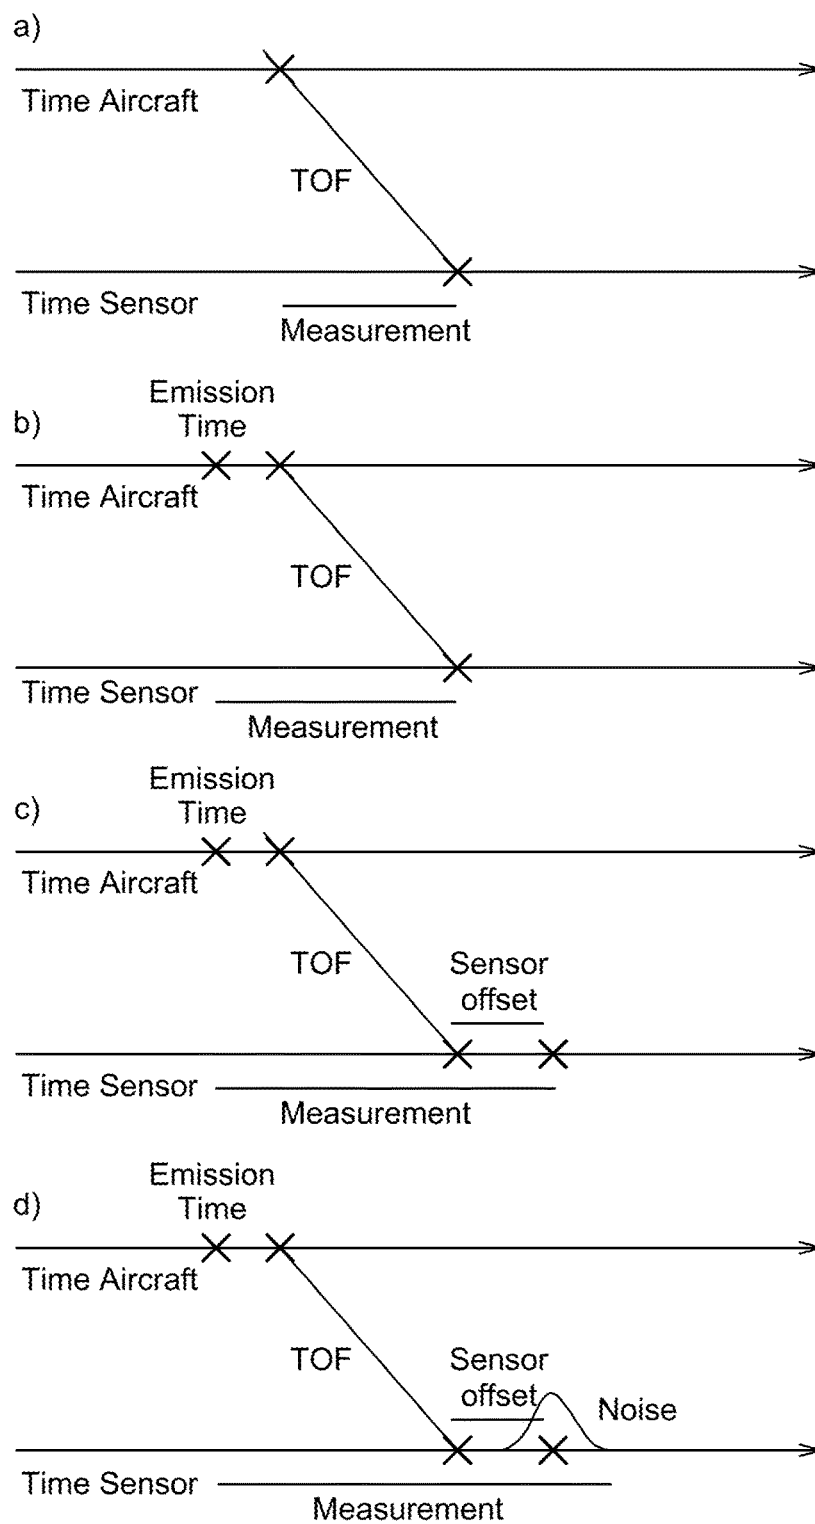 a)
Time Aircraft
TOF
Time Sensor
Measurement
Emission
Time
b)
Time Aircraft
TOF
Time Sensor
Measurement
Emission
Time
c)
Time Aircraft
TOF
Sensor
offset
Time Sensor
Measurement
Emission
Time
d)
Time Aircraft
TOF
Sensor
offset
Noise
Time Sensor
Measurement